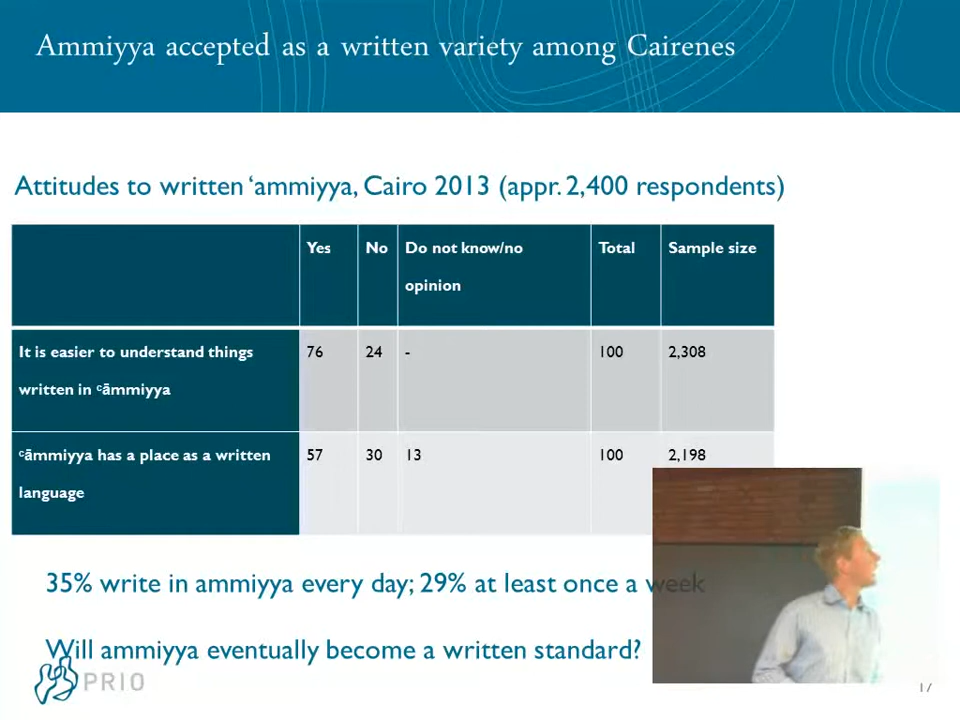 Ammiyya accepted as a written variety among Cairenes
Attitudes to written ‘ammiyya, Cairo 2013 (appr. 2,400 respondents)
Yes No Do not know/no Total Sample size
opinion
It is easier to understand things 76 24 - 100 2,308
written in ᶜāmmiyya
ᶜāmmiyya has a place as a written 57 30 13 100 2,198
language
35% write in ammiyya every day; 29% at least once a week
Will ammiyya eventually become a written standard?
PRIO
17